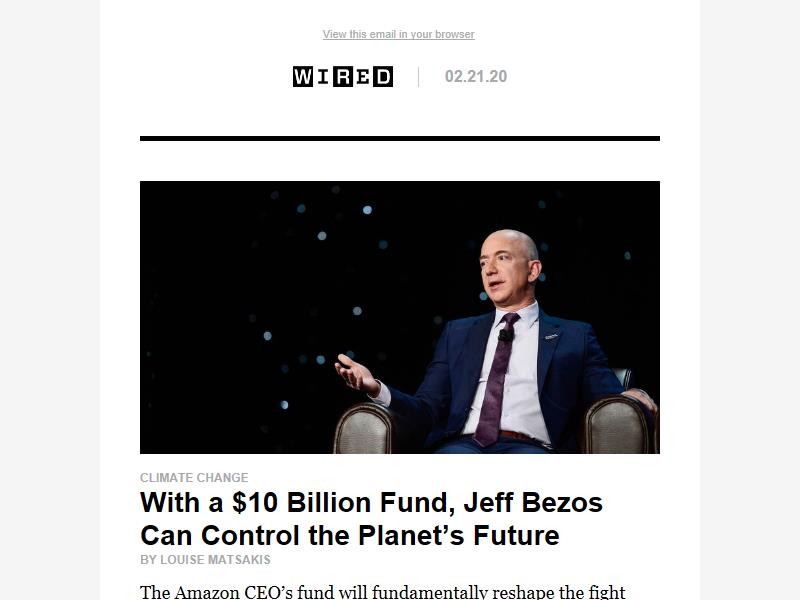 View this email in your browser
WIRED 02.21.20
CLIMATE CHANGE
With a $10 Billion Fund, Jeff Bezos
Can Control the Planet’s Future
BY LOUISE MATSAKIS
The Amazon CEO’s fund will fundamentally reshape the fight